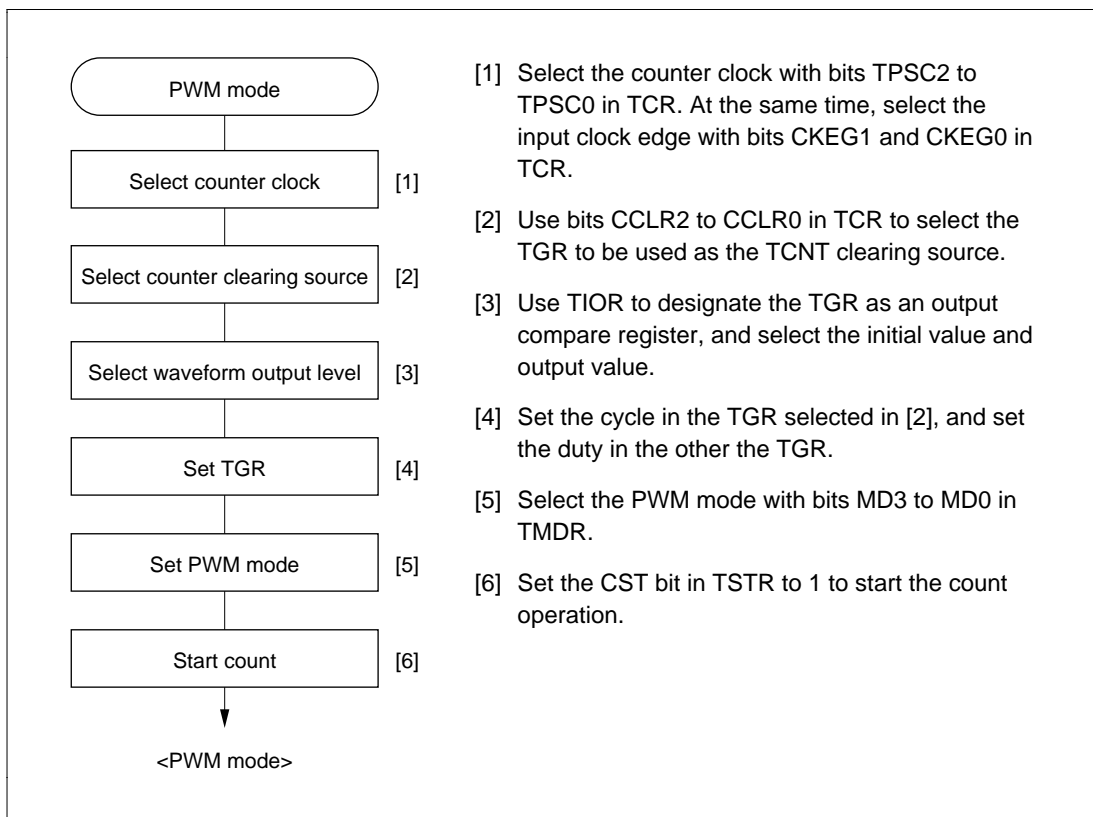 PWM mode
Select counter clock
[1]
Select counter clearing source
[2]
Select waveform output level
[3]
Set TGR
[4]
Set PWM mode
[5]
Start count
[6]
<PWM mode>
[1] Select the counter clock with bits TPSC2 to
TPSC0 in TCR. At the same time, select the
input clock edge with bits CKEG1 and CKEG0 in
TCR.
[2] Use bits CCLR2 to CCLR0 in TCR to select the
TGR to be used as the TCNT clearing source.
[3] Use TIOR to designate the TGR as an output
compare register, and select the initial value and
output value.
[4] Set the cycle in the TGR selected in [2], and set
the duty in the other the TGR.
[5] Select the PWM mode with bits MD3 to MD0 in
TMDR.
[6] Set the CST bit in TSTR to 1 to start the count
operation.